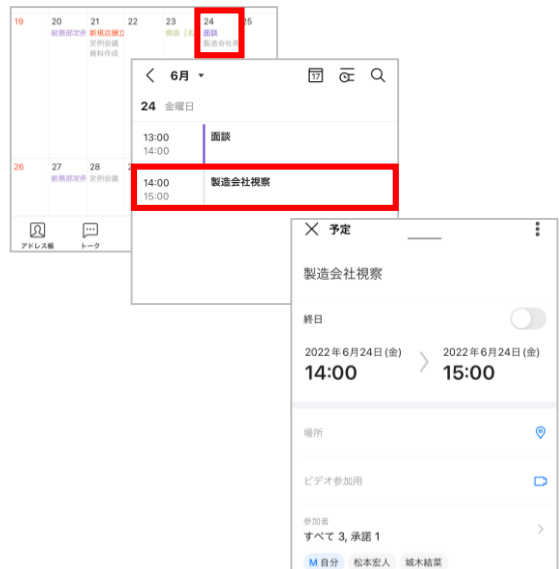 19 20 21 22 23 24 25
総務部定例 新規店舗立 商談 [名 面談
定例会議 製造会社視
資料作成
26 27 28
総務部定例 定例会議
アドレス帳 トーク
6月
17
24 金曜日
13:00 面談
14:00
14:00 製造会社視察
15:00
予定
製造会社視察
終日
2022年6月24日(金) 2022年6月24日(金)
14:00 15:00
場所
ビデオ参加用
参加者
すべて 3, 承諾 1
M 自分 松本宏人 城木結菜